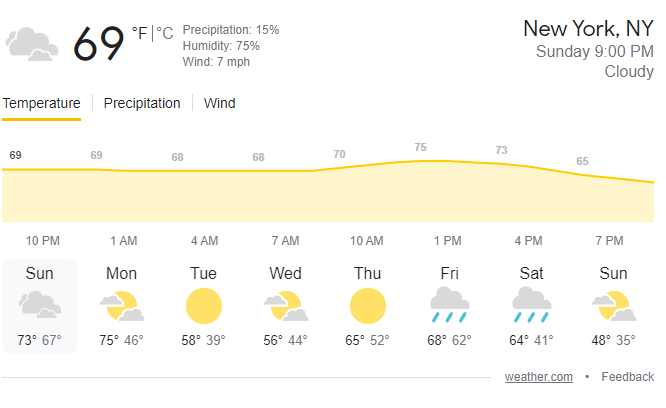 69 °F | °C
Precipitation: 15%
Humidity: 75%
Wind: 7 mph
New York, NY
Sunday 9:00 PM
Cloudy
Temperature | Precipitation | Wind
69 69 68 68 70 75 73 65
10 PM 1 AM 4 AM 7 AM 10 AM 1 PM 4 PM 7 PM
Sun Mon Tue Wed Thu Fri Sat Sun
73° 67° 75° 46° 58° 39° 56° 44° 65° 52° 68° 62° 64° 41° 48° 35°
weather.com • Feedback